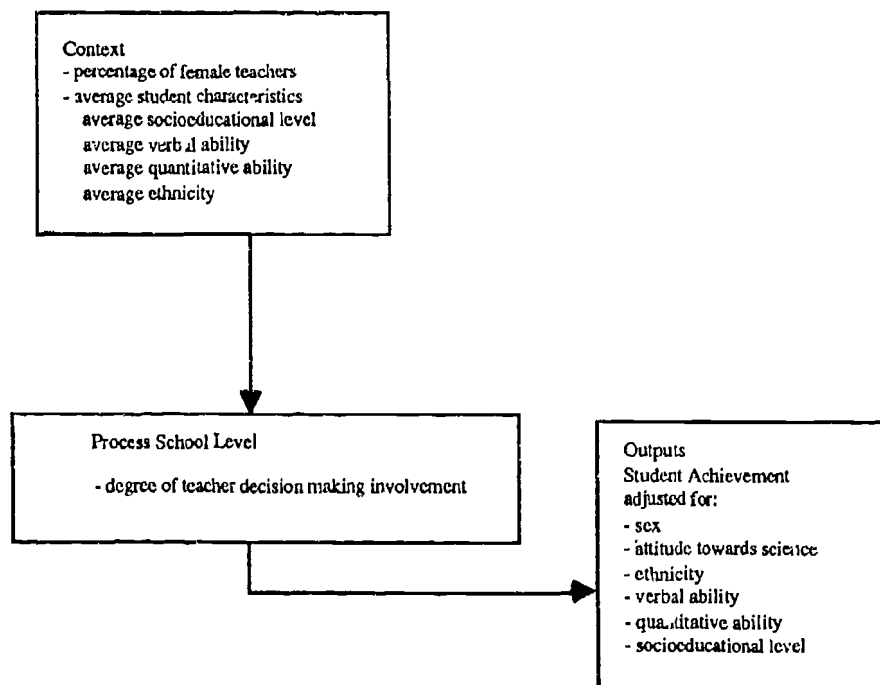 Context
- percentage of female teachers
- average student characteristics
average socioeducational level
average verbal ability
average quantitative ability
average ethnicity
Process School Level
- degree of teacher decision making involvement
Outputs
Student Achievement
adjusted for:
- sex
- attitude towards science
- ethnicity
- verbal ability
- quantitative ability
- socioeducational level